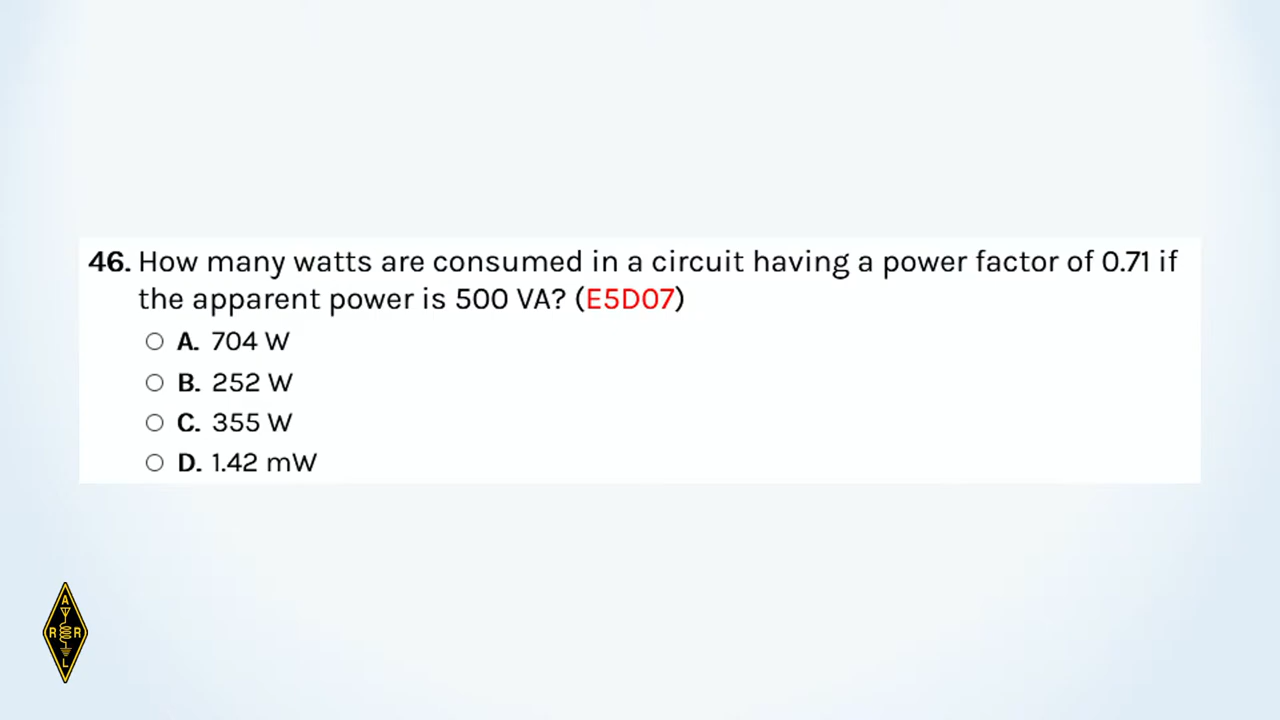 46. How many watts are consumed in a circuit having a power factor of 0.71 if
the apparent power is 500 VA? (E5D07)
A. 704 W
B. 252 W
C. 355 W
D. 1.42 mW
A
R R
L